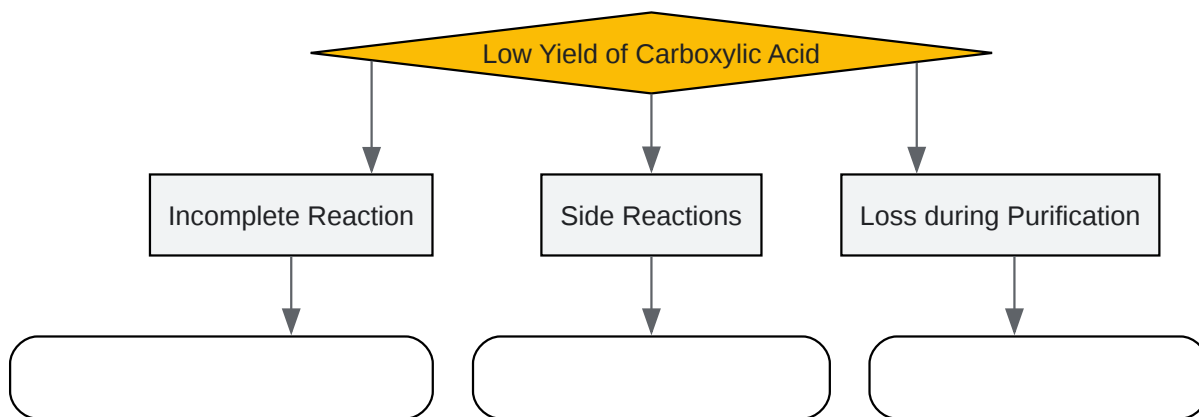 Low Yield of Carboxylic Acid
Incomplete Reaction
Side Reactions
Loss during Purification